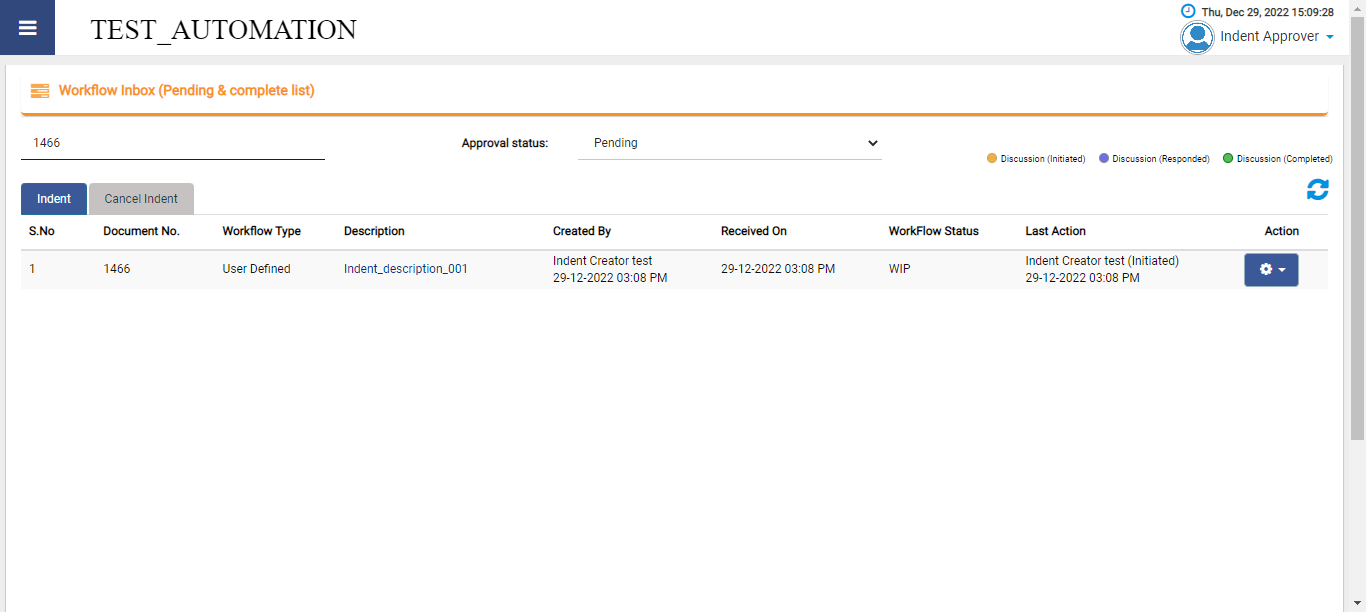 TEST_AUTOMATION
Thu, Dec 29, 2022 15:09:28
Indent Approver
Workflow Inbox (Pending & complete list)
1466
Approval status:
Pending
Discussion (Initiated)
Discussion (Responded)
Discussion (Completed)
Indent
Cancel Indent
S.No Document No. Workflow Type Description Created By Received On WorkFlow Status Last Action Action
1 1466 User Defined Indent_description_001 Indent Creator test 29-12-2022 03:08 PM WIP Indent Creator test (Initiated)
29-12-2022 03:08 PM 29-12-2022 03:08 PM